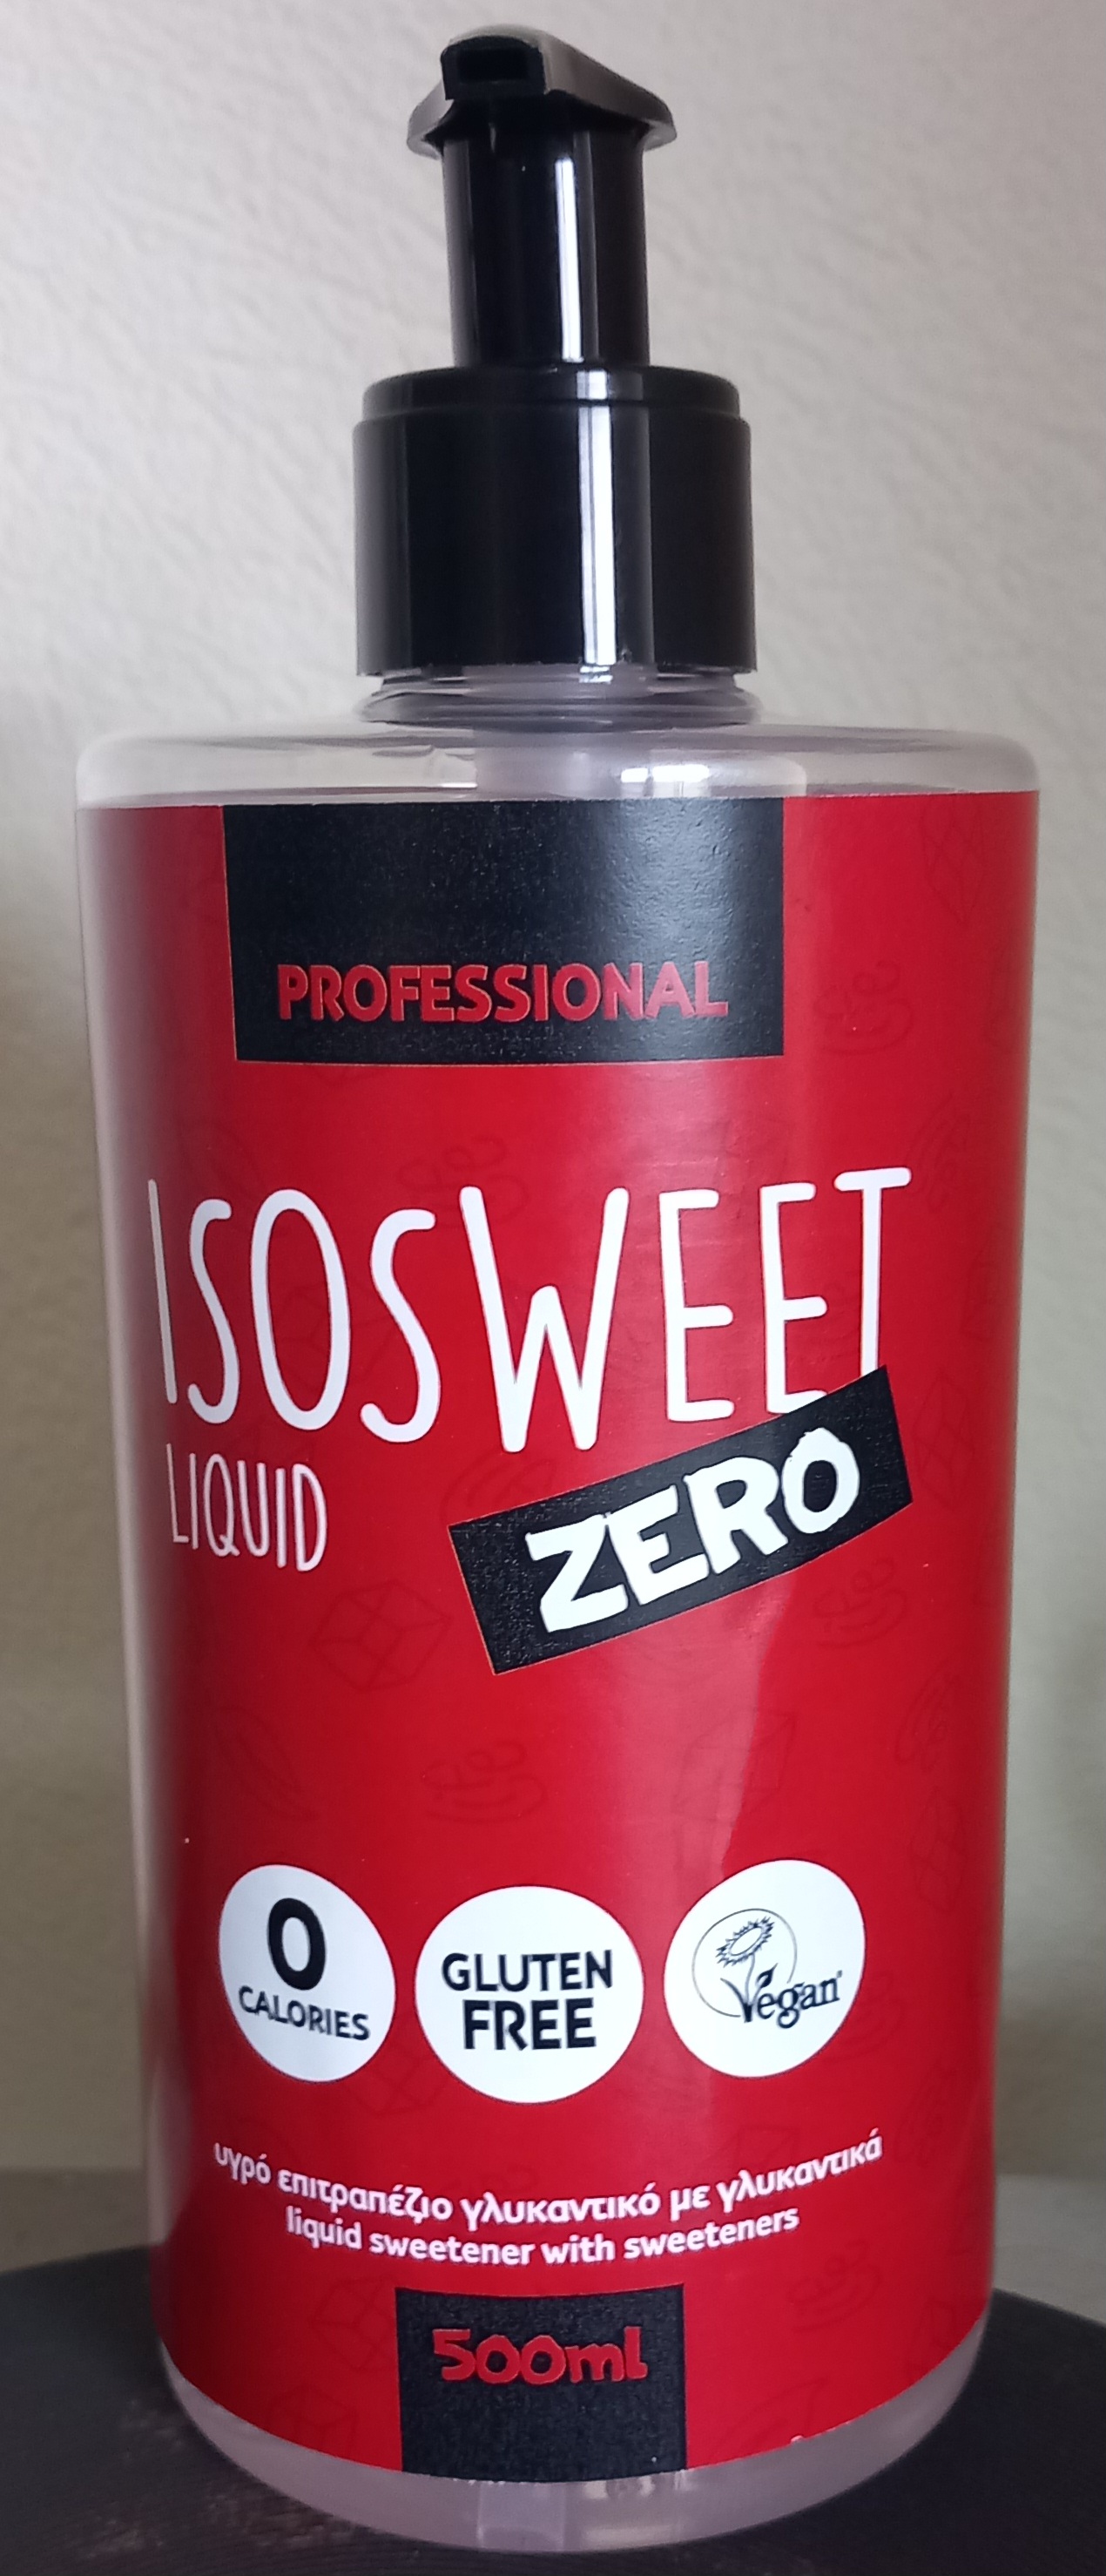 PROFESSIONAL
ISOSWEET
LIQUID
ZERO
0
CALORIES
GLUTEN
FREE
Vegan
υγρό επιτραπέζιο γλυκαντικό με γλυκαντικά
liquid sweetener with sweeteners
500ml